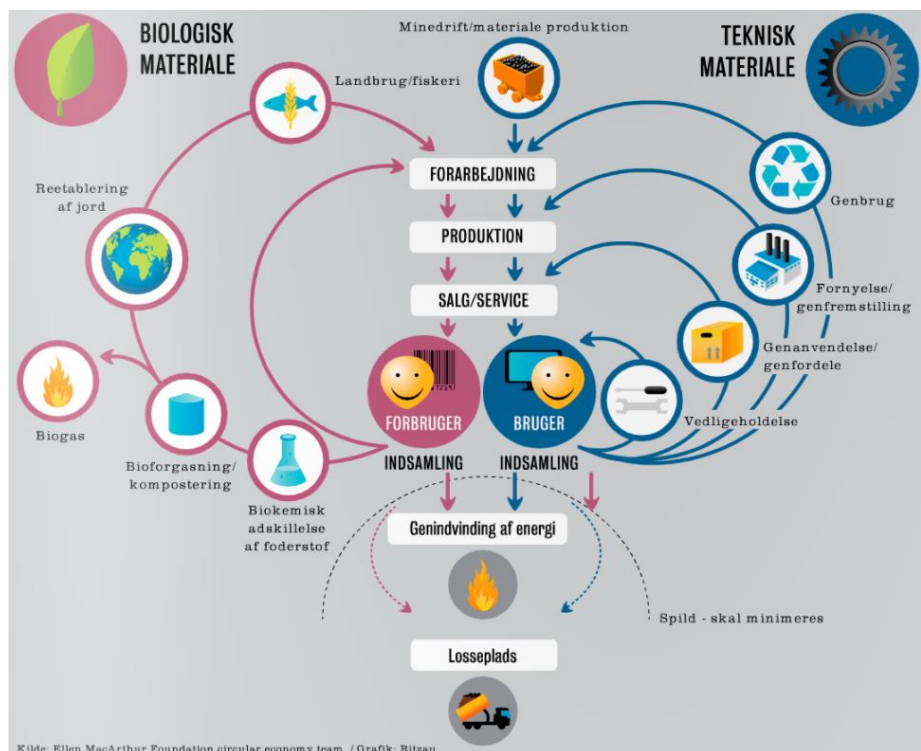 BIOLOGISK
MATERIALE
Minedrift/materiale produktion
TEKNISK
MATERIALE
Landbrug/fiskeri
FORARBEJDNING
Reetablering
af jord
Genbrug
PRODUKTION
SALG/SERVICE
Fornyelse/
genfremstilling
Genanvendelse/
genfordele
FORBRUGER
BRUGER
Biogas
Vedligeholdelse
INDSAMLING
INDSAMLING
Bioforgasning/
kompostering
Biokemisk
adskillelse
af foderstof
Genindvinding af energi
Spild - skal minimeres
Losseplads
Kilde: Ellen MacArthur Foundation circular economy team / Grafik: Ritzau